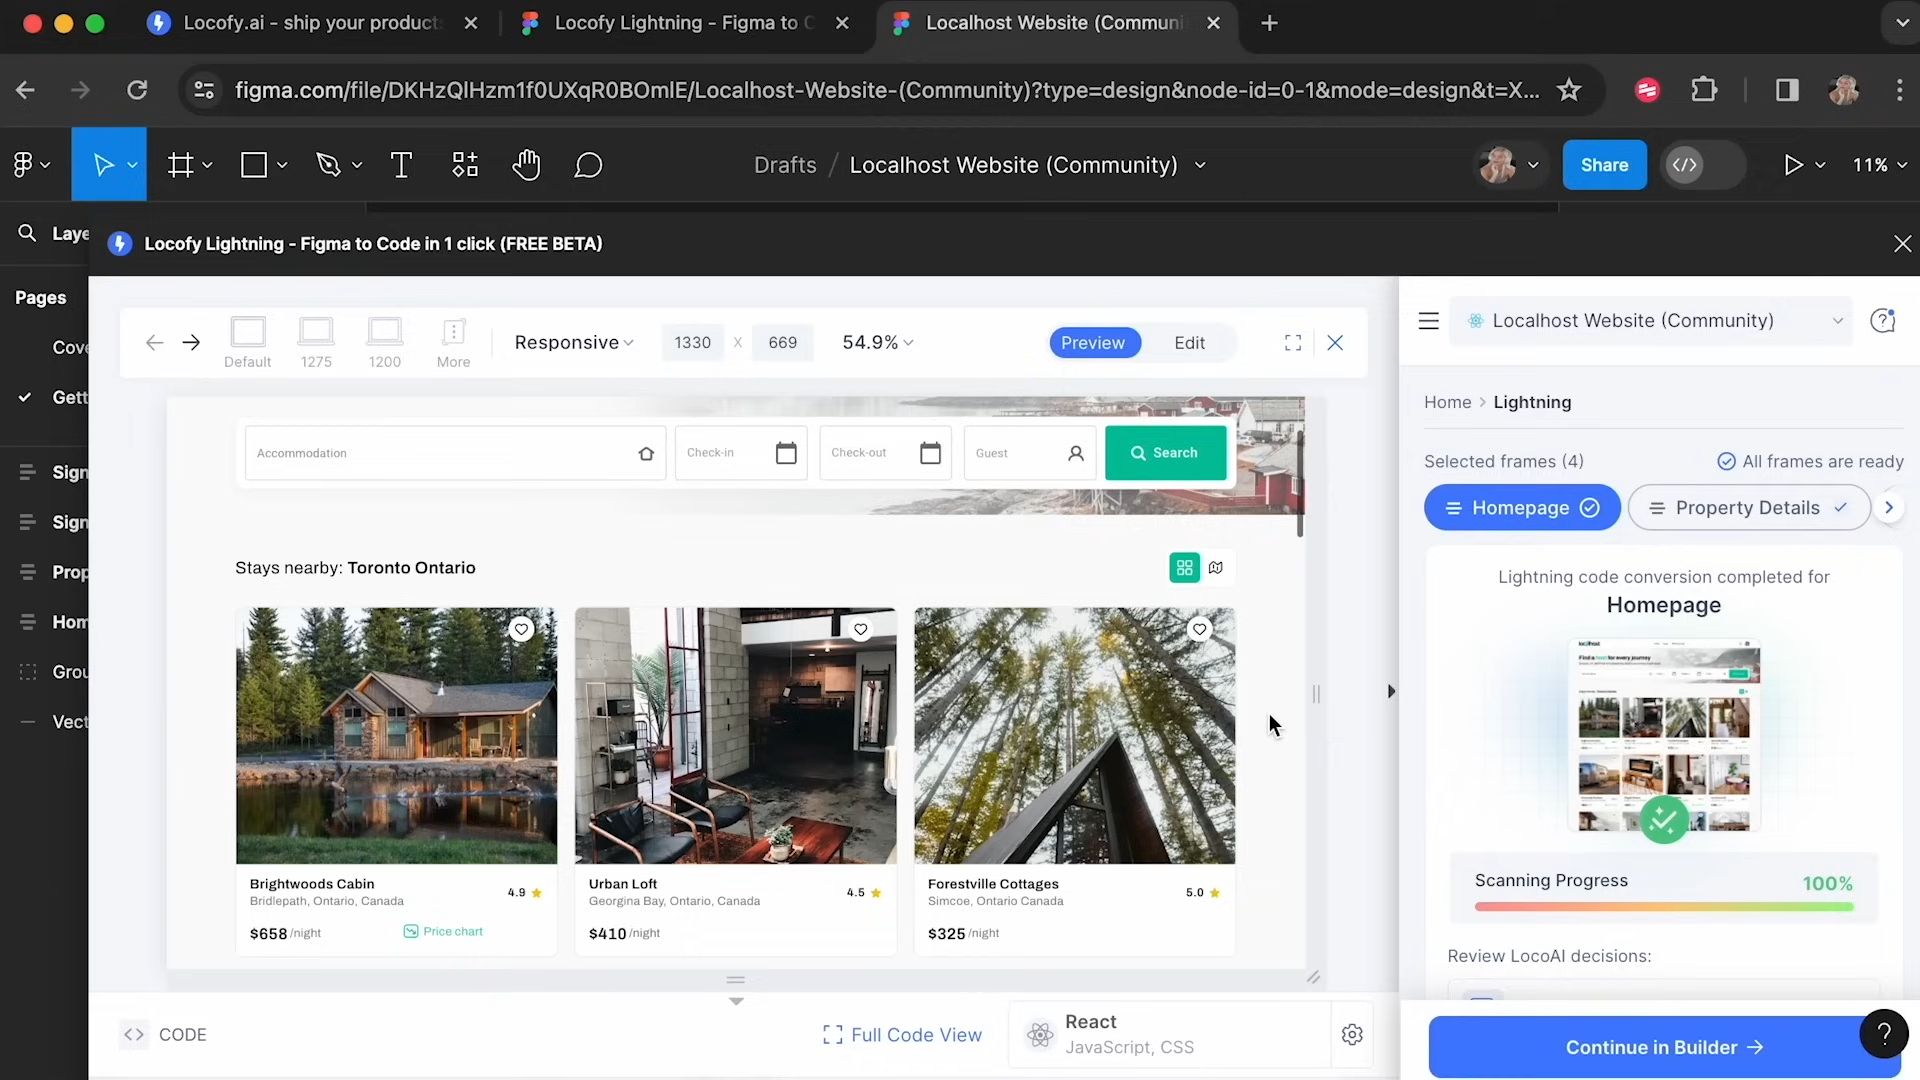 Locofy.ai - ship your product
Locofy Lightning - Figma to C
Localhost Website (Communi
figma.com/file/DKHzQlHzm1f0UXqR0BOmlE/Localhost-Website-(Community)?type=design&node-id=0-1&mode=design&t=X...
Drafts / Localhost Website (Community)
Share
11%
Laye
Locofy Lightning - Figma to Code in 1 click (FREE BETA)
Pages
Cove
Gett
Sign
Sign
Prop
Hom
Grou
Vect
Default
1275
1200
More
Responsive
1330 x 669
54.9%
Preview
Edit
Accommodation
Check-in
Check-out
Guest
Search
Stays nearby: Toronto Ontario
Brightwoods Cabin
Bridlepath, Ontario, Canada
4.9
$658 /night
Price chart
Urban Loft
Georgina Bay, Ontario, Canada
4.5
$410 /night
Forestville Cottages
Simcoe, Ontario Canada
5.0
$325 /night
CODE
Full Code View
React
JavaScript, CSS
Localhost Website (Community)
Home > Lightning
Selected frames (4)
All frames are ready
Homepage
Property Details
Lightning code conversion completed for
Homepage
Scanning Progress
100%
Review LocoAI decisions:
Continue in Builder →
?